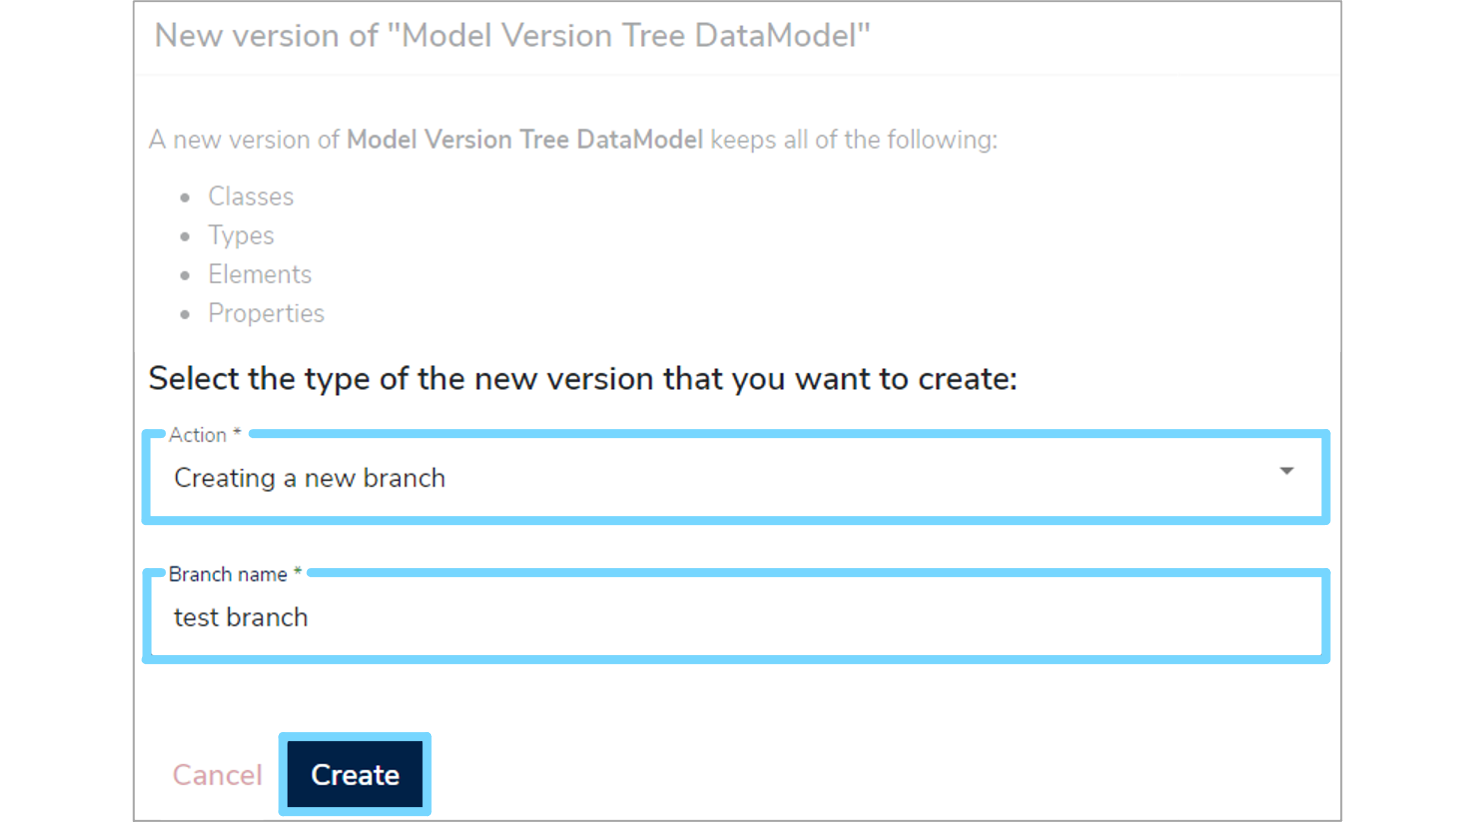 New version of "Model Version Tree DataModel"
A new version of Model Version Tree DataModel keeps all of the following:
Classes
Types
Elements
Properties
Select the type of the new version that you want to create:
Action *
Creating a new branch
Branch name *
test branch
Cancel Create